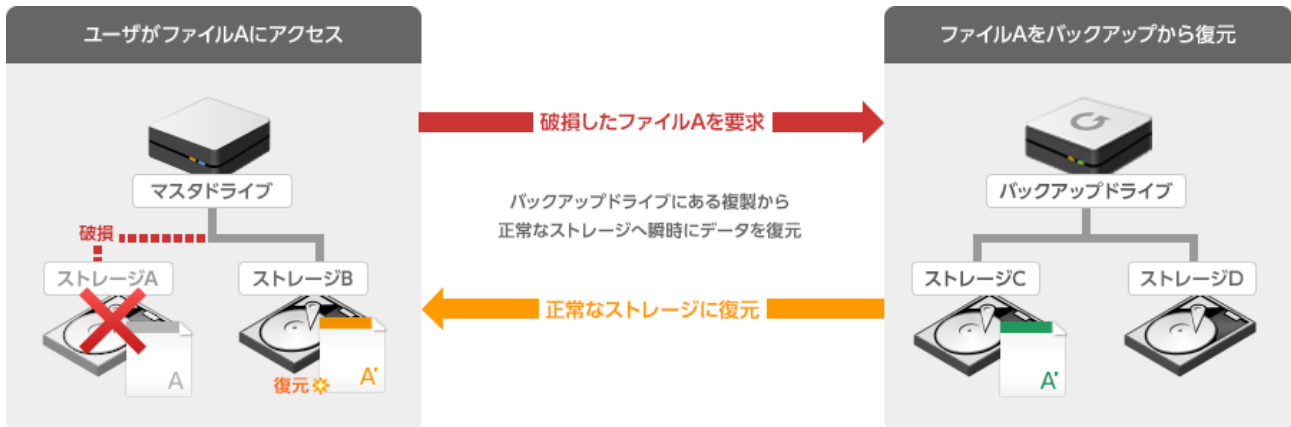 ユーザがファイルAにアクセス
ファイルAをバックアップから復元
破損したファイルAを要求
マスタドライブ
バックアップドライブ
バックアップドライブにある複製から
正常なストレージへ瞬時にデータを復元
破損
ストレージA
ストレージB
ストレージC
ストレージD
正常なストレージに復元
A
復元
A'
A'